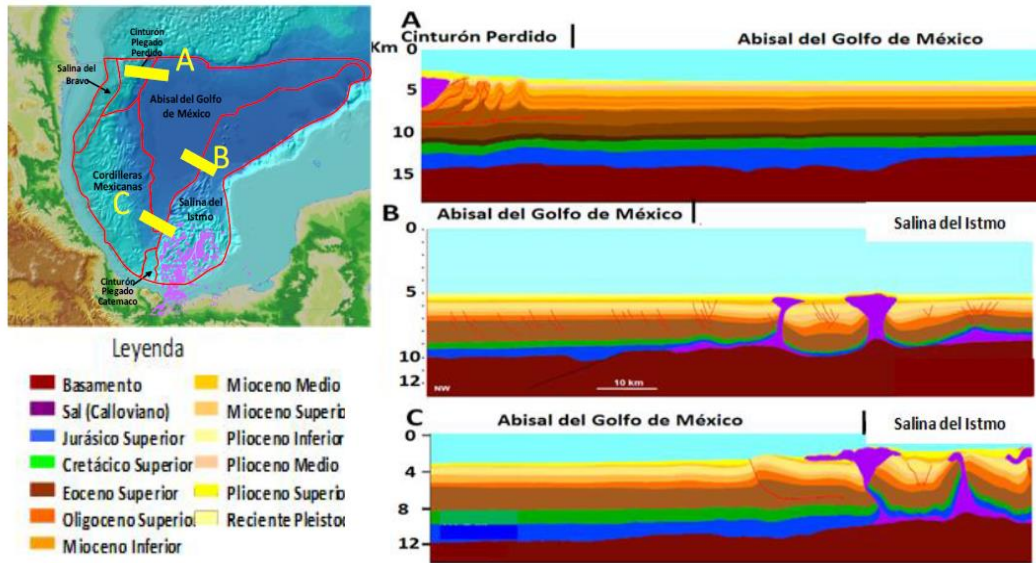 Cinturón
Plegado
Perdido
A
Salina del
Bravo
Abisal del Golfo
de México
B
Cordilleras
Mexicanas
C
Salina del
Istmo
Cinturón
Plegado
Catemaco
Leyenda
Basamento
Sal (Calloviano)
Jurásico Superior
Cretácico Superior
Eoceno Superior
Oligoceno Superior
Mioceno Inferior
Mioceno Medio
Mioceno Superio
Plioceno Inferior
Plioceno Medio
Plioceno Superio
Reciente Pleisto
A
Cinturón Perdido
Abisal del Golfo de México
Km
0
5
10
15
B
Abisal del Golfo de México
Salina del Istmo
0
5
10
12
NW
10 km
C
Abisal del Golfo de México
Salina del Istmo
0
4
8
12